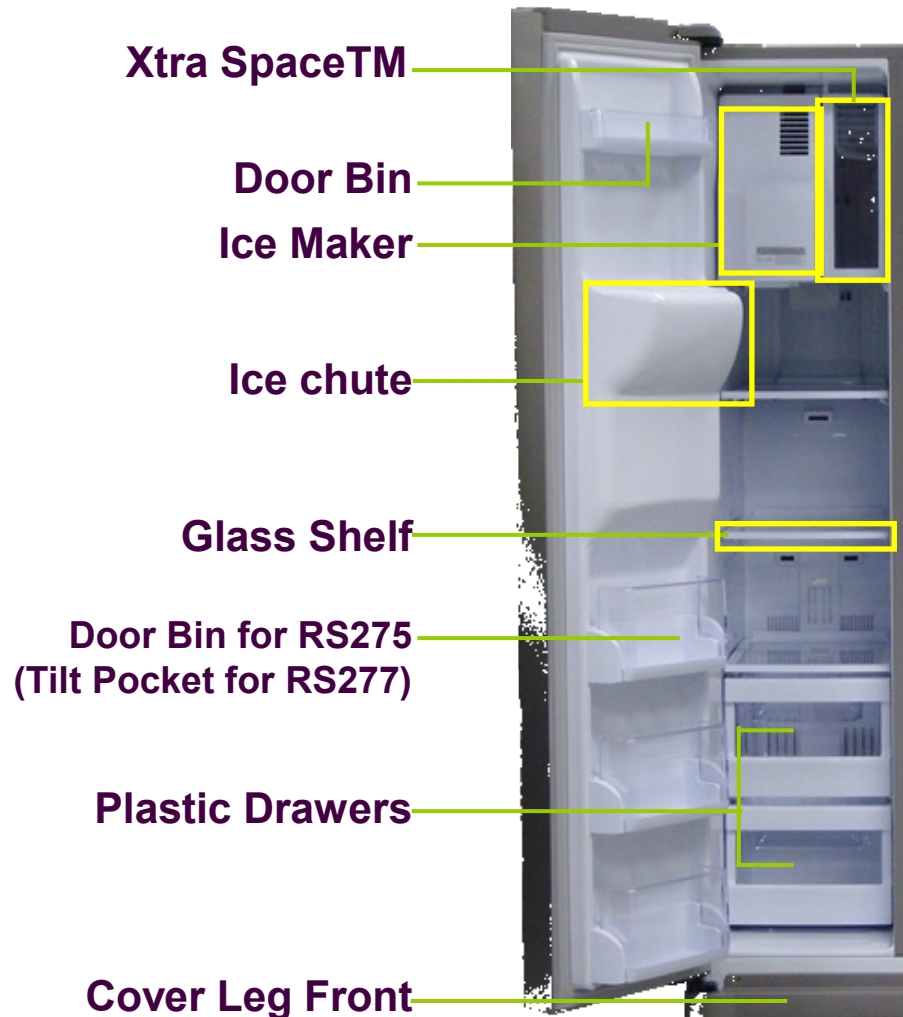 Xtra SpaceTM
Door Bin
Ice Maker
Ice chute
Glass Shelf
Door Bin for RS275
(Tilt Pocket for RS277)
Plastic Drawers
Cover Leg Front